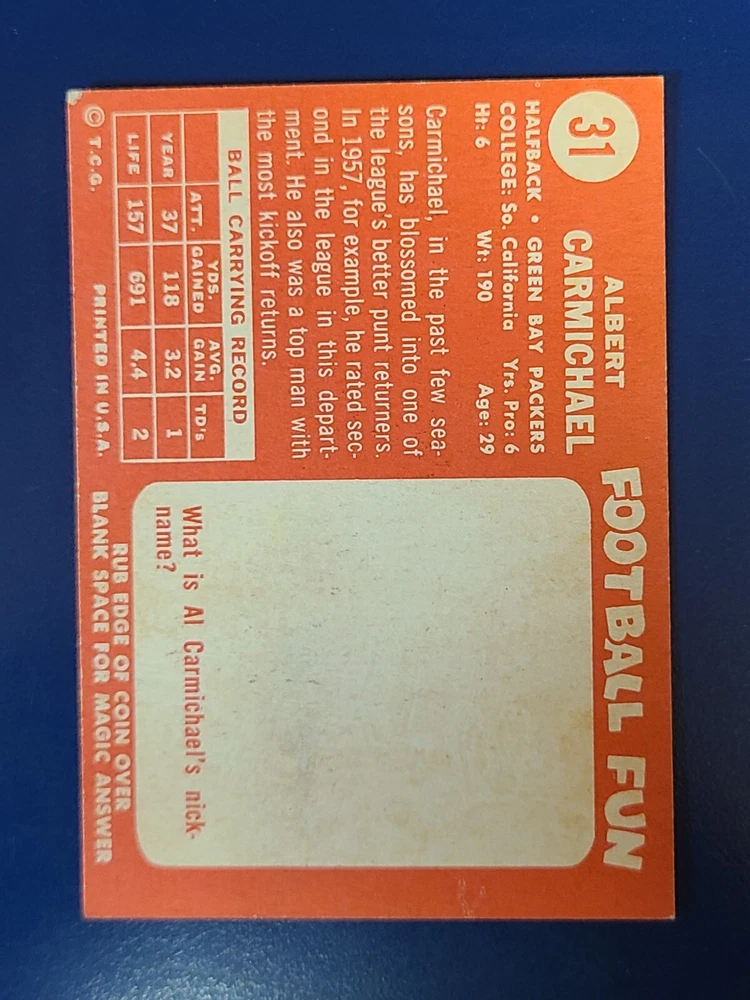 31
ALBERT
CARMICHAEL
HALFBACK • GREEN BAY PACKERS
COLLEGE: So. California Yrs. Pro: 6
Ht: 6 Wt: 190 Age: 29
Carmichael, in the past few sea-
sons, has blossomed into one of
the league's better punt returners.
In 1957, for example, he rated sec-
ond in the league in this depart-
ment. He also was a top man with
the most kickoff returns.
BALL CARRYING RECORD
ATT. YDS. GAINED AVG. GAIN TD's
YEAR 37 118 3.2 1
LIFE 157 691 4.4 2
© T.C.G. PRINTED IN U.S.A.
FOOTBALL FUN
What is Al Carmichael's nick-
name?
RUB EDGE OF COIN OVER
BLANK SPACE FOR MAGIC ANSWER